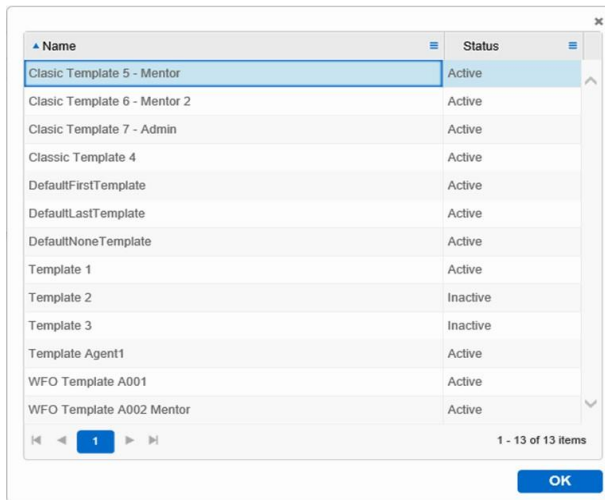 Name Status
Clasic Template 5 - Mentor Active
Clasic Template 6 - Mentor 2 Active
Clasic Template 7 - Admin Active
Classic Template 4 Active
DefaultFirstTemplate Active
DefaultLastTemplate Active
DefaultNoneTemplate Active
Template 1 Active
Template 2 Inactive
Template 3 Inactive
Template Agent1 Active
WFO Template A001 Active
WFO Template A002 Mentor Active
1 1 - 13 of 13 items
OK